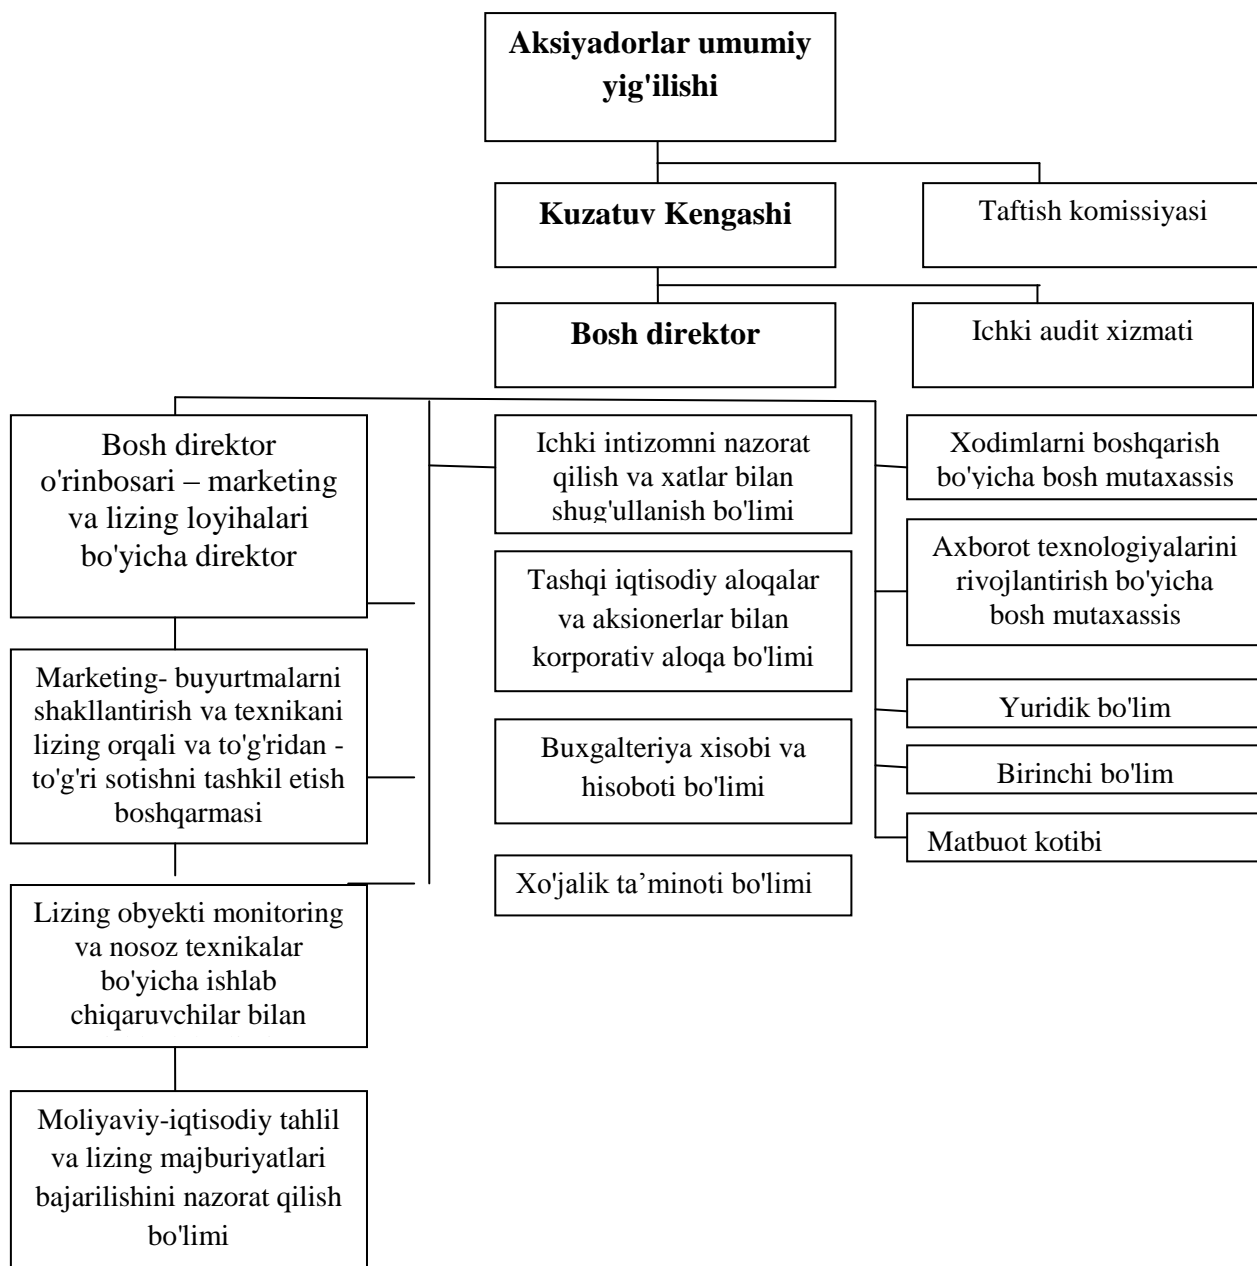 Aksiyadorlar umumiy
yig'ilishi
Kuzatuv Kengashi
Taftish komissiyasi
Bosh direktor
Ichki audit xizmati
Bosh direktor
o'rinbosari – marketing
va lizing loyihalari
bo'yicha direktor
Ichki intizomni nazorat
qilish va xatlar bilan
shug'ullanish bo'limi
Xodimlarni boshqarish
bo'yicha bosh mutaxassis
Tashqi iqtisodiy aloqalar
va aksionerlar bilan
korporativ aloqa bo'limi
Axborot texnologiyalarini
rivojlantirish bo'yicha
bosh mutaxassis
Marketing- buyurtmalarni
shakllantirish va texnikani
lizing orqali va to'g'ridan -
to'g'ri sotishni tashkil etish
boshqarmasi
Buxgalteriya xisobi va
hisoboti bo'limi
Yuridik bo'lim
Birinchi bo'lim
Matbuot kotibi
Xo'jalik ta’minoti bo'limi
Lizing obyekti monitoring
va nosoz texnikalar
bo'yicha ishlab
chiqaruvchilar bilan
Moliyaviy-iqtisodiy tahlil
va lizing majburiyatlari
bajarilishini nazorat qilish
bo'limi